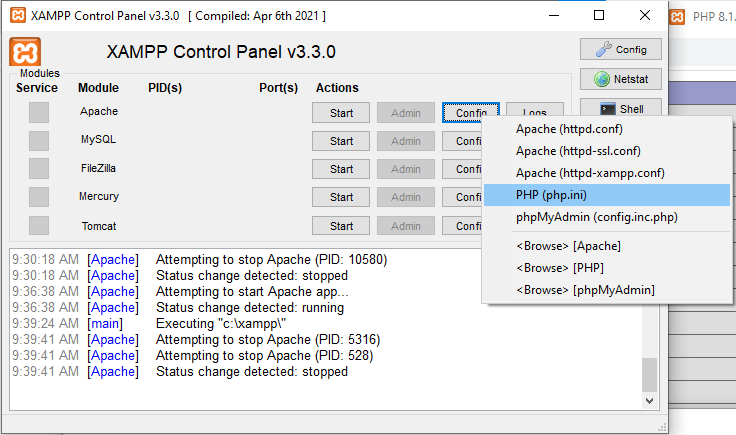 XAMPP Control Panel v3.3.0 [ Compiled: Apr 6th 2021 ]
PHP 8.1.
XAMPP Control Panel v3.3.0
Config
Modules
Service Module PID(s) Port(s) Actions
Netstat
Apache Start Admin Config Logs
Shell
MySQL Start Admin Confi
FileZilla Start Admin Confi
Mercury Start Admin Confi
Tomcat Start Admin Confi
Apache (httpd.conf)
Apache (httpd-ssl.conf)
Apache (httpd-xampp.conf)
PHP (php.ini)
phpMyAdmin (config.inc.php)
<Browse> [Apache]
<Browse> [PHP]
<Browse> [phpMyAdmin]
9:30:18 AM [Apache] Attempting to stop Apache (PID: 10580)
9:30:18 AM [Apache] Status change detected: stopped
9:36:38 AM [Apache] Attempting to start Apache app...
9:36:38 AM [Apache] Status change detected: running
9:39:24 AM [main] Executing "c:\xampp\"
9:39:41 AM [Apache] Attempting to stop Apache (PID: 5316)
9:39:41 AM [Apache] Attempting to stop Apache (PID: 528)
9:39:41 AM [Apache] Status change detected: stopped